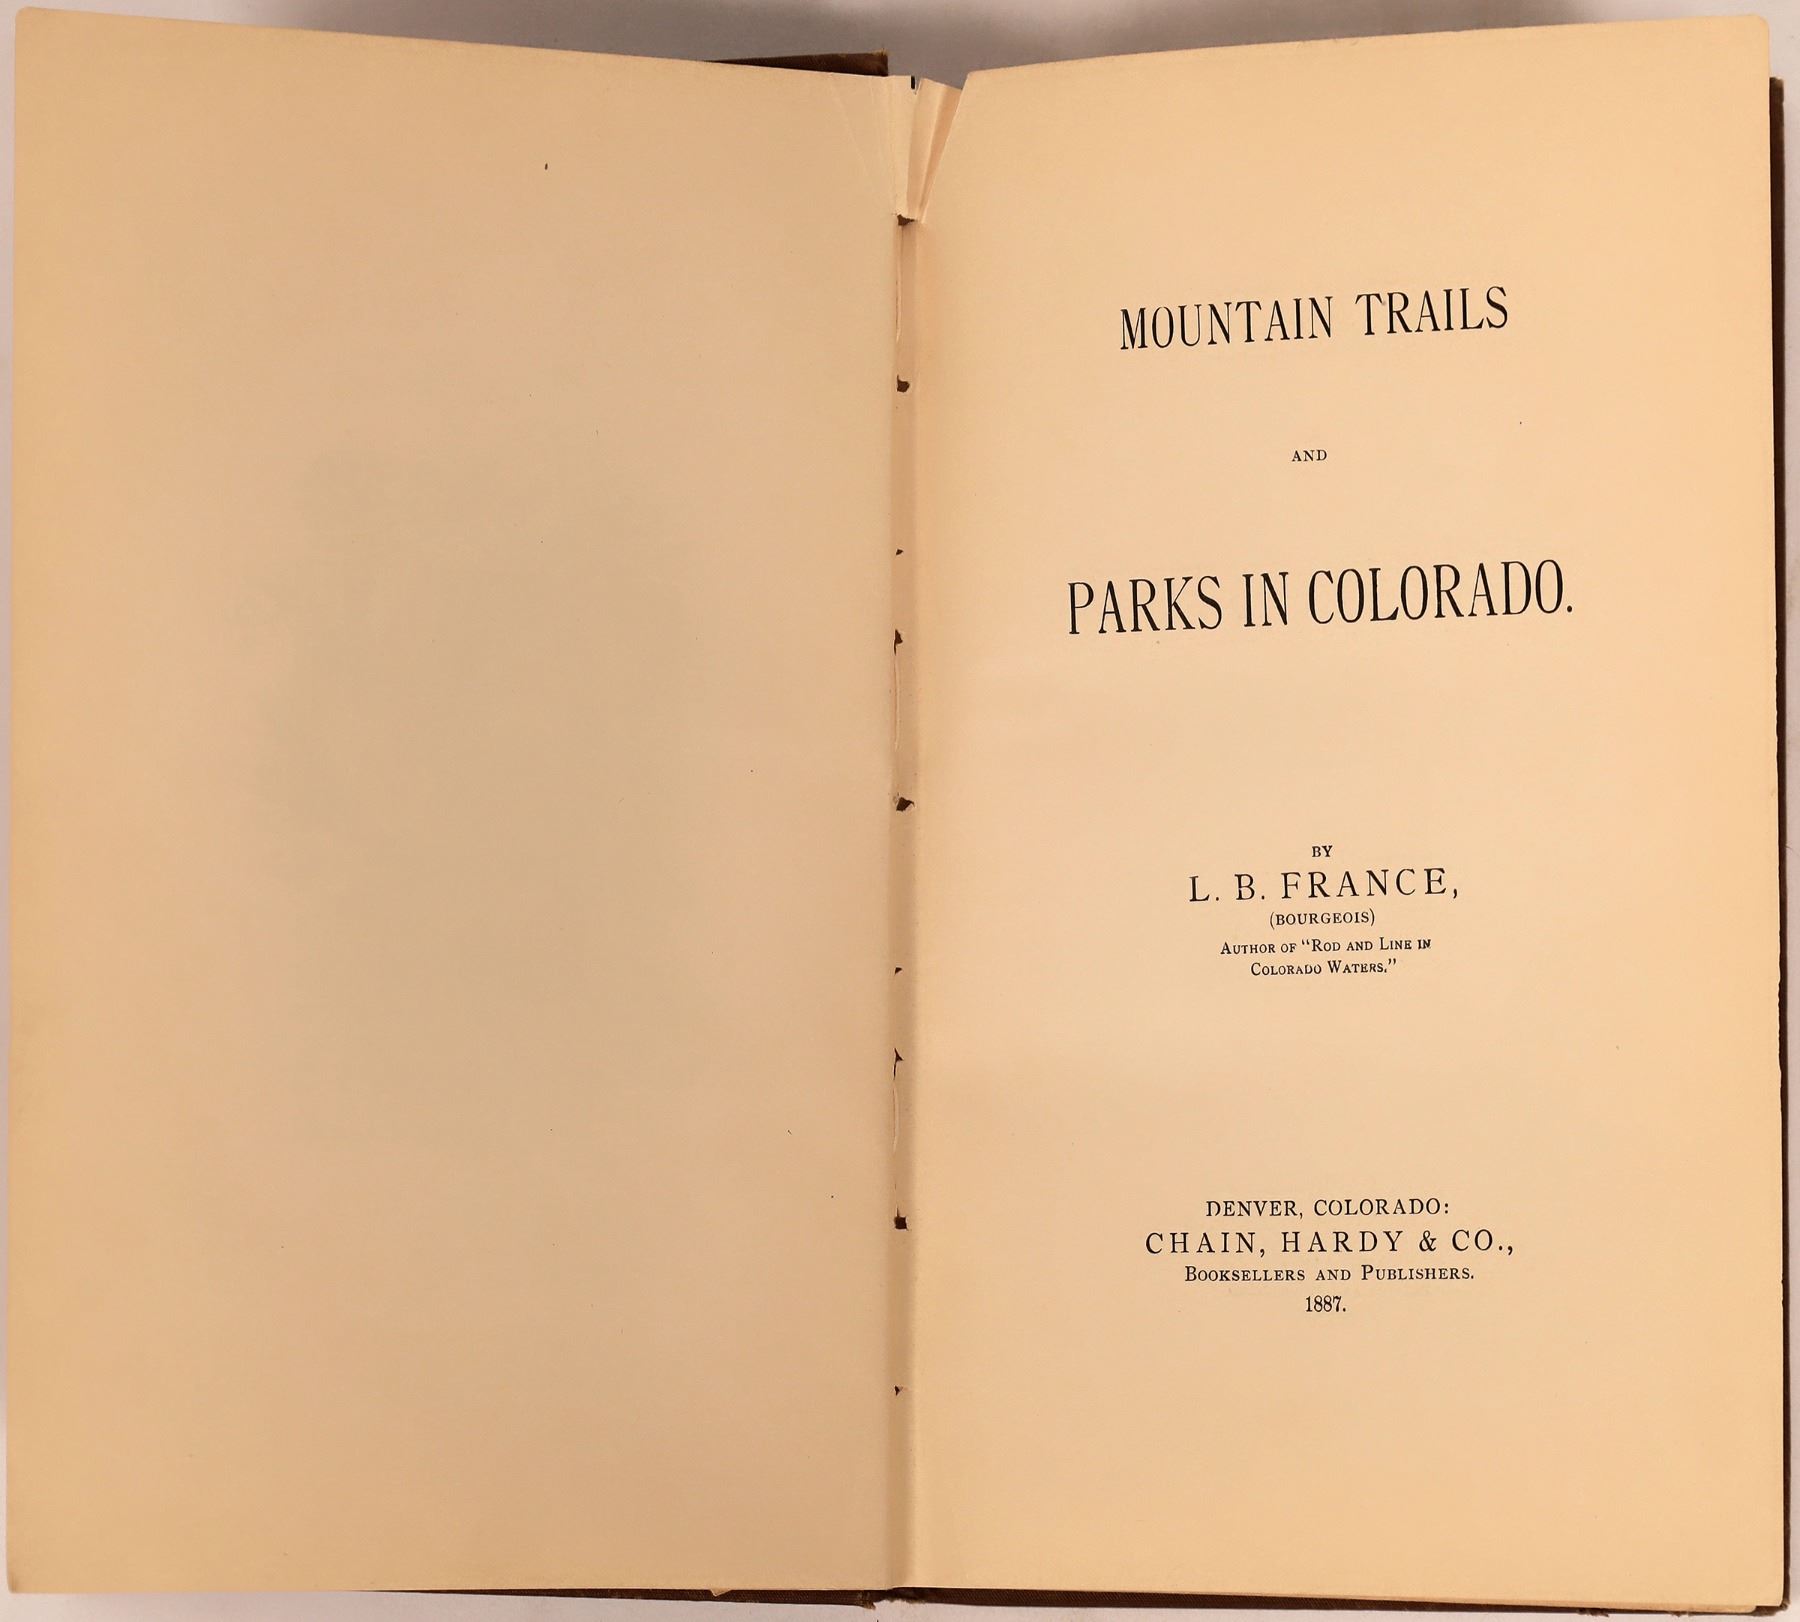 MOUNTAIN TRAILS
AND
PARKS IN COLORADO.
BY
L. B. FRANCE,
(BOURGEOIS)
AUTHOR OF "ROD AND LINE IN
COLORADO WATERS."
DENVER, COLORADO:
CHAIN, HARDY & CO.,
BOOKSELLERS AND PUBLISHERS.
1887.